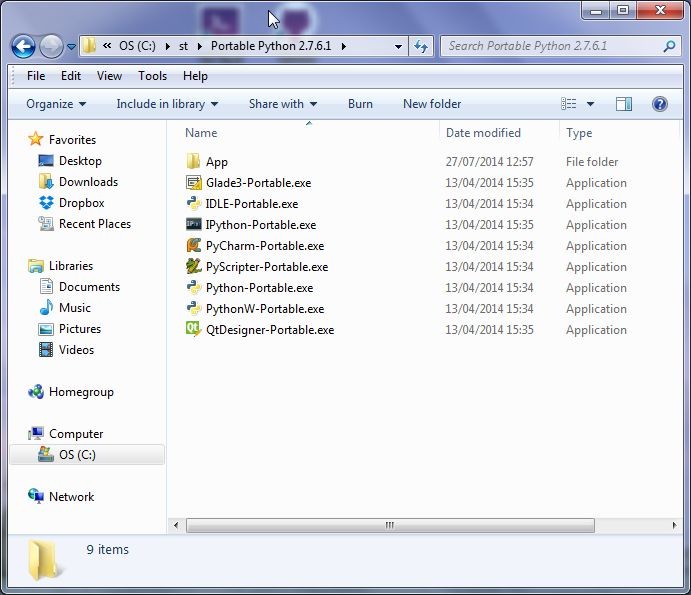 « OS (C:) ▸ st ▸ Portable Python 2.7.6.1 ▸ Search Portable Python 2.7.6.1
File Edit View Tools Help
Organize Include in library Share with Burn New folder
Favorites
Desktop
Downloads
Dropbox
Recent Places
Libraries
Documents
Music
Pictures
Videos
Homegroup
Computer
OS (C:)
Network
Name Date modified Type
App 27/07/2014 12:57 File folder
Glade3-Portable.exe 13/04/2014 15:35 Application
IDLE-Portable.exe 13/04/2014 15:34 Application
IPython-Portable.exe 13/04/2014 15:35 Application
PyCharm-Portable.exe 13/04/2014 15:34 Application
PyScripter-Portable.exe 13/04/2014 15:34 Application
Python-Portable.exe 13/04/2014 15:34 Application
PythonW-Portable.exe 13/04/2014 15:34 Application
QtDesigner-Portable.exe 13/04/2014 15:35 Application
9 items